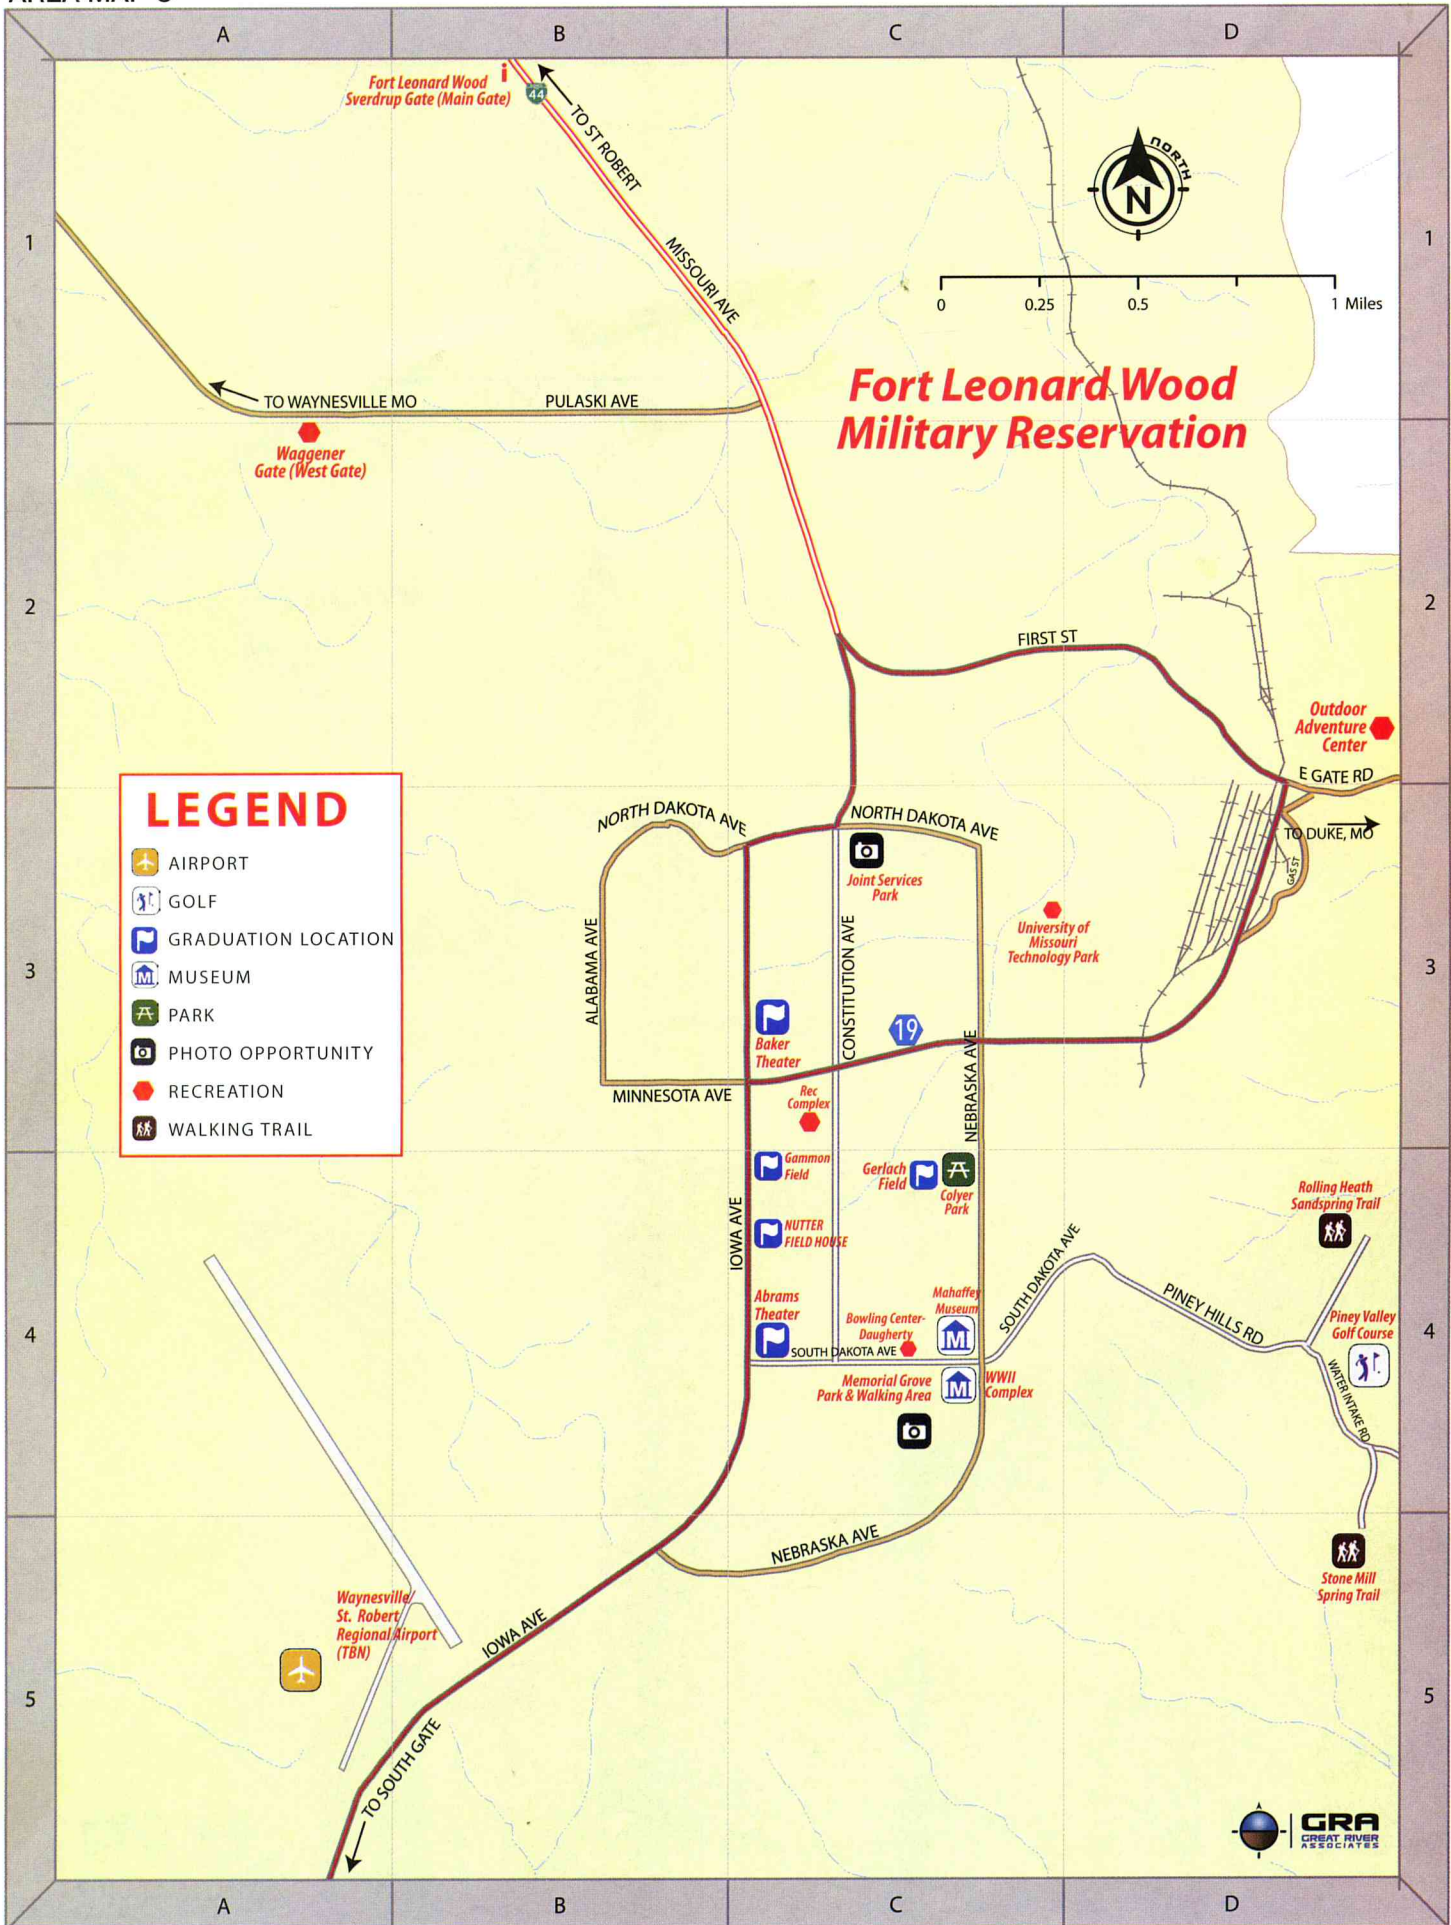 A
B
C
D
Fort Leonard Wood
Sverdrup Gate (Main Gate)
i
44
TO ST ROBERT
NORTH
N
1
1
MISSOURI AVE
0
0.25
0.5
1 Miles
Fort Leonard Wood
Military Reservation
TO WAYNESVILLE MO
PULASKI AVE
Waggener
Gate (West Gate)
2
2
FIRST ST
Outdoor
Adventure
Center
E GATE RD
TO DUKE, MO
GAS ST
LEGEND
AIRPORT
GOLF
GRADUATION LOCATION
M
MUSEUM
PARK
PHOTO OPPORTUNITY
RECREATION
WALKING TRAIL
NORTH DAKOTA AVE
NORTH DAKOTA AVE
Joint Services
Park
University of
Missouri
Technology Park
3
3
ALABAMA AVE
CONSTITUTION AVE
19
Baker
Theater
NEBRASKA AVE
MINNESOTA AVE
Rec
Complex
Gammon
Field
Gerlach
Field
Colyer
Park
Rolling Heath
Sandspring Trail
IOWA AVE
NUTTER
FIELD HOUSE
SOUTH DAKOTA AVE
PINEY HILLS RD
Abrams
Theater
Mahaffey
Museum
M
Bowling Center-
Daugherty
SOUTH DAKOTA AVE
Piney Valley
Golf Course
4
4
WATER INTAKE RD
Memorial Grove
Park & Walking Area
M
WWII
Complex
NEBRASKA AVE
Stone Mill
Spring Trail
Waynesville/
St. Robert
Regional Airport
(TBN)
IOWA AVE
5
5
TO SOUTH GATE
GRA
GREAT RIVER
ASSOCIATES
A
B
C
D